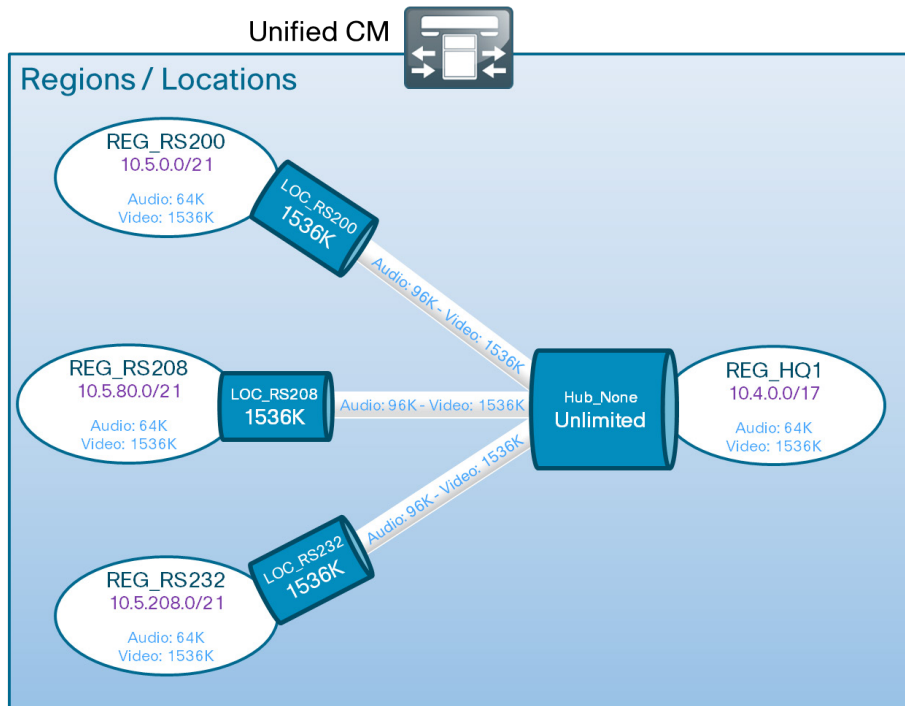 Unified CM
Regions / Locations
REG_RS200
10.5.0.0/21
Audio: 64K
Video: 1536K
LOC_RS200
1536K
Audio: 96K - Video: 1536K
REG_RS208
10.5.80.0/21
Audio: 64K
Video: 1536K
LOC_RS208
1536K
Audio: 96K - Video: 1536K
Hub_None
Unlimited
REG_HQ1
10.4.0.0/17
Audio: 64K
Video: 1536K
REG_RS232
10.5.208.0/21
Audio: 64K
Video: 1536K
LOC_RS232
1536K
Audio: 96K - Video: 1536K